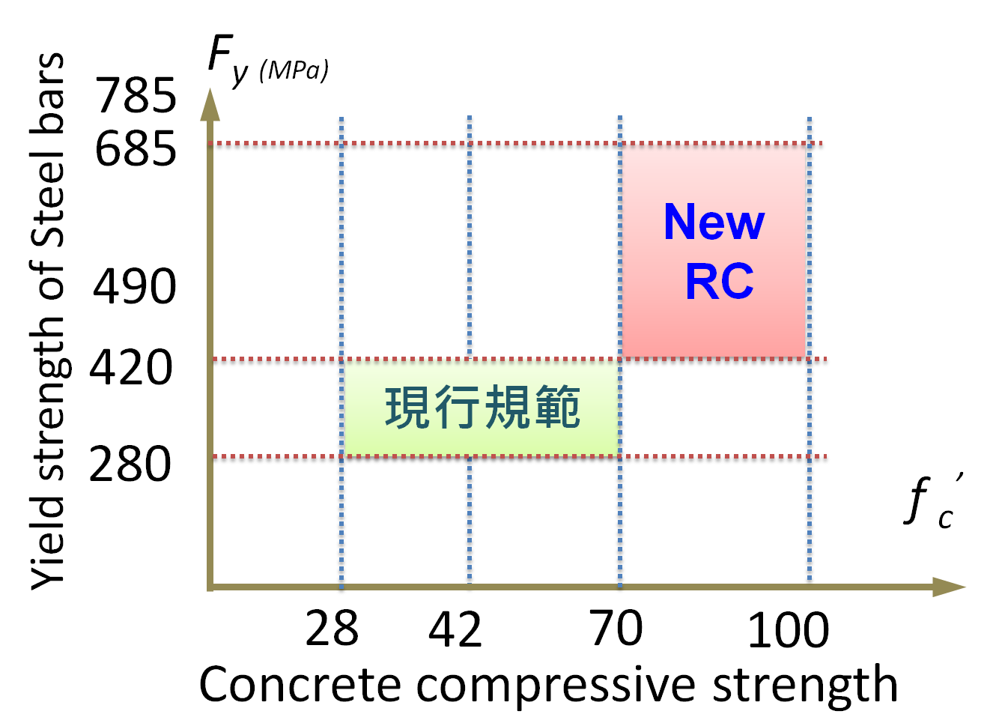 Fy (MPa)
Yield strength of Steel bars
785
685
490
420
280
New
RC
現行規範
fc’
28
42
70
100
Concrete compressive strength